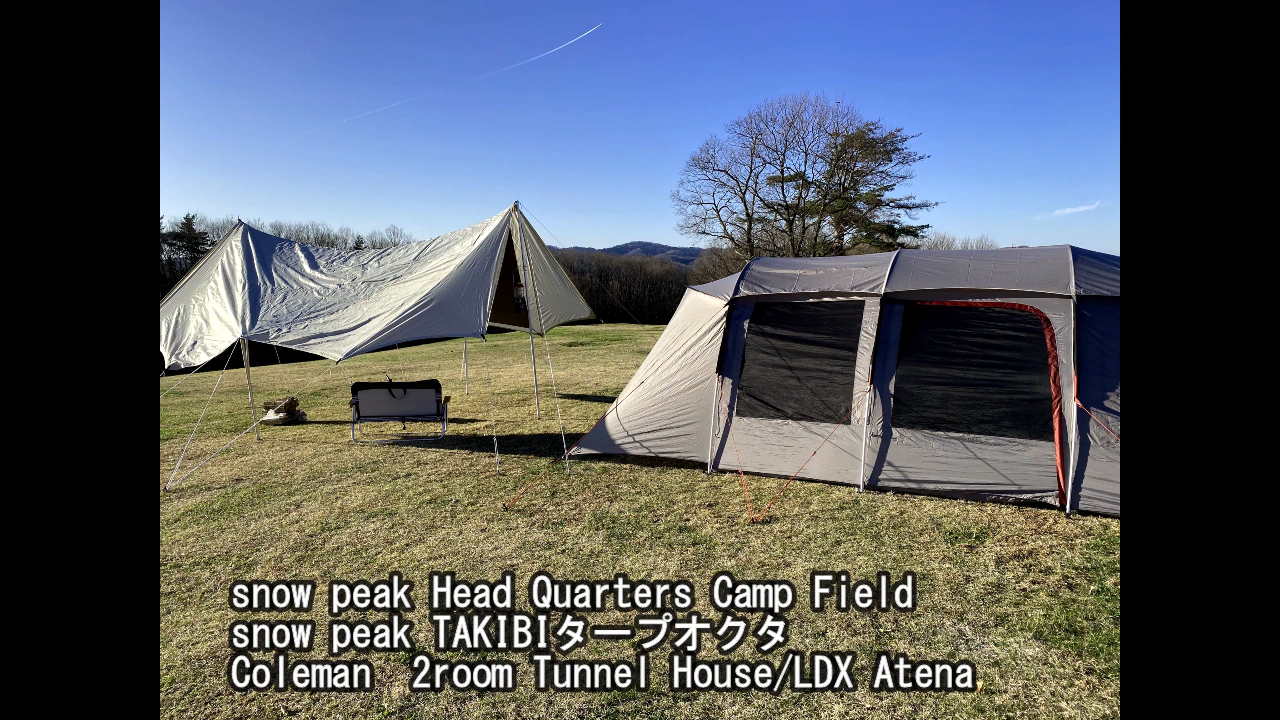 snow peak Head Quarters Camp Field
snow peak TAKIBIタープオクタ
Coleman　2room Tunnel House/LDX Atena